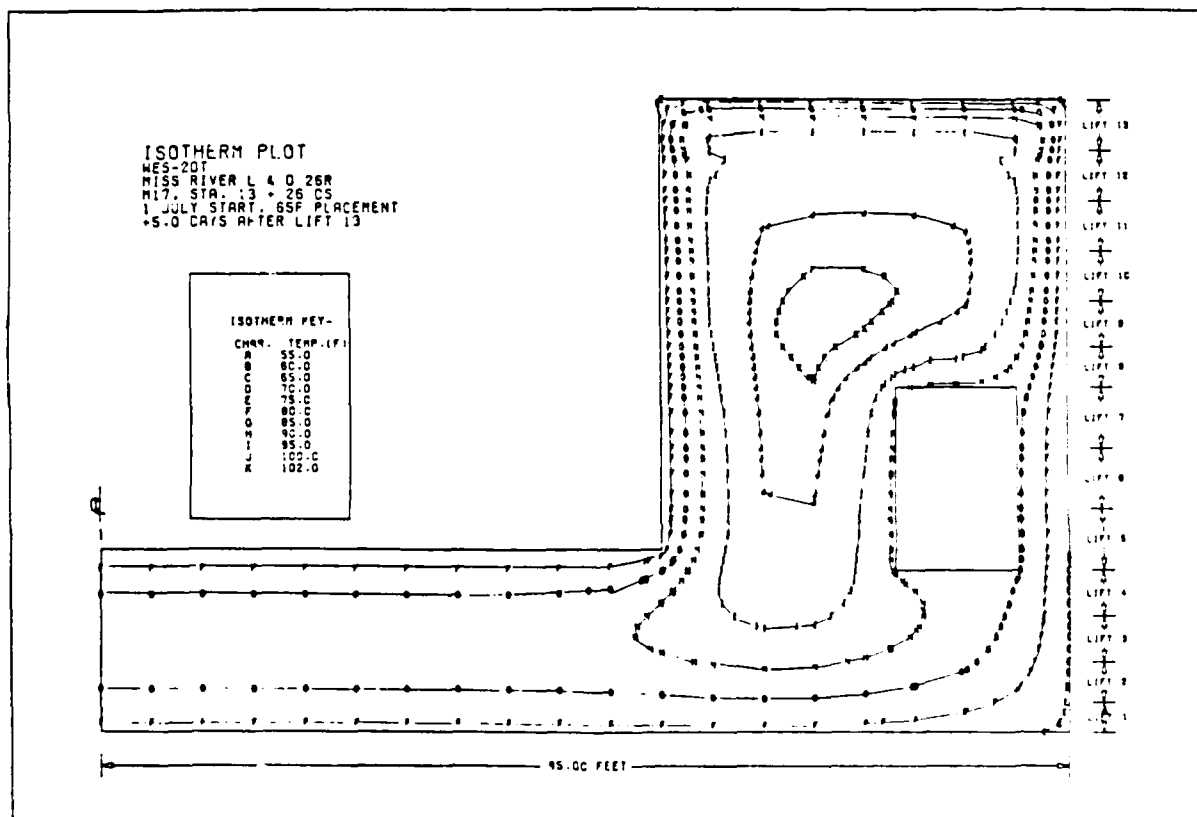 ISOTHERM PLOT
WES-20T
MISS RIVER L & D 26R
M17, STA. 13 + 26 CS
1 JULY START, 65F PLACEMENT
+5.0 DAYS AFTER LIFT 13
ISOTHERM KEY-
CHAR. TEMP.(F)
A 55.0
B 60.0
C 65.0
D 70.0
E 75.0
F 80.0
G 85.0
H 90.0
I 95.0
J 100.0
K 102.0
LIFT 13
LIFT 12
LIFT 11
LIFT 10
LIFT 9
LIFT 8
LIFT 7
LIFT 6
LIFT 5
LIFT 4
LIFT 3
LIFT 2
LIFT 1
95.00 FEET